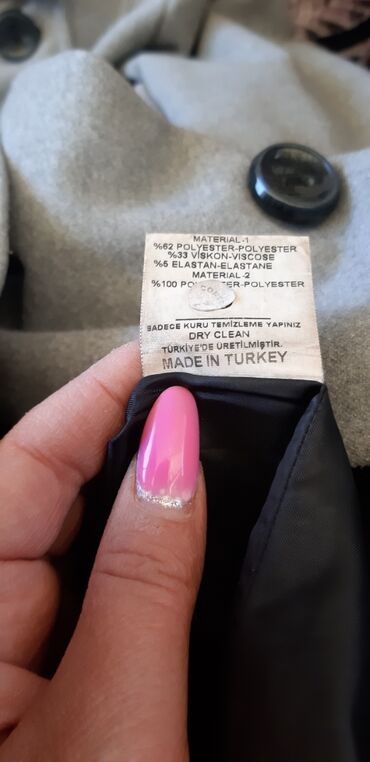 MATERIAL-1
%62 POLYESTER-POLYESTER
%33 VİSKON-VISCOSE
%5 ELASTAN-ELASTANE
MATERIAL-2
%100 POLYESTER-POLYESTER
SADECE KURU TEMİZLEME YAPINIZ
DRY CLEAN
TÜRKİYE'DE ÜRETİLMİŞTİR.
MADE IN TURKEY